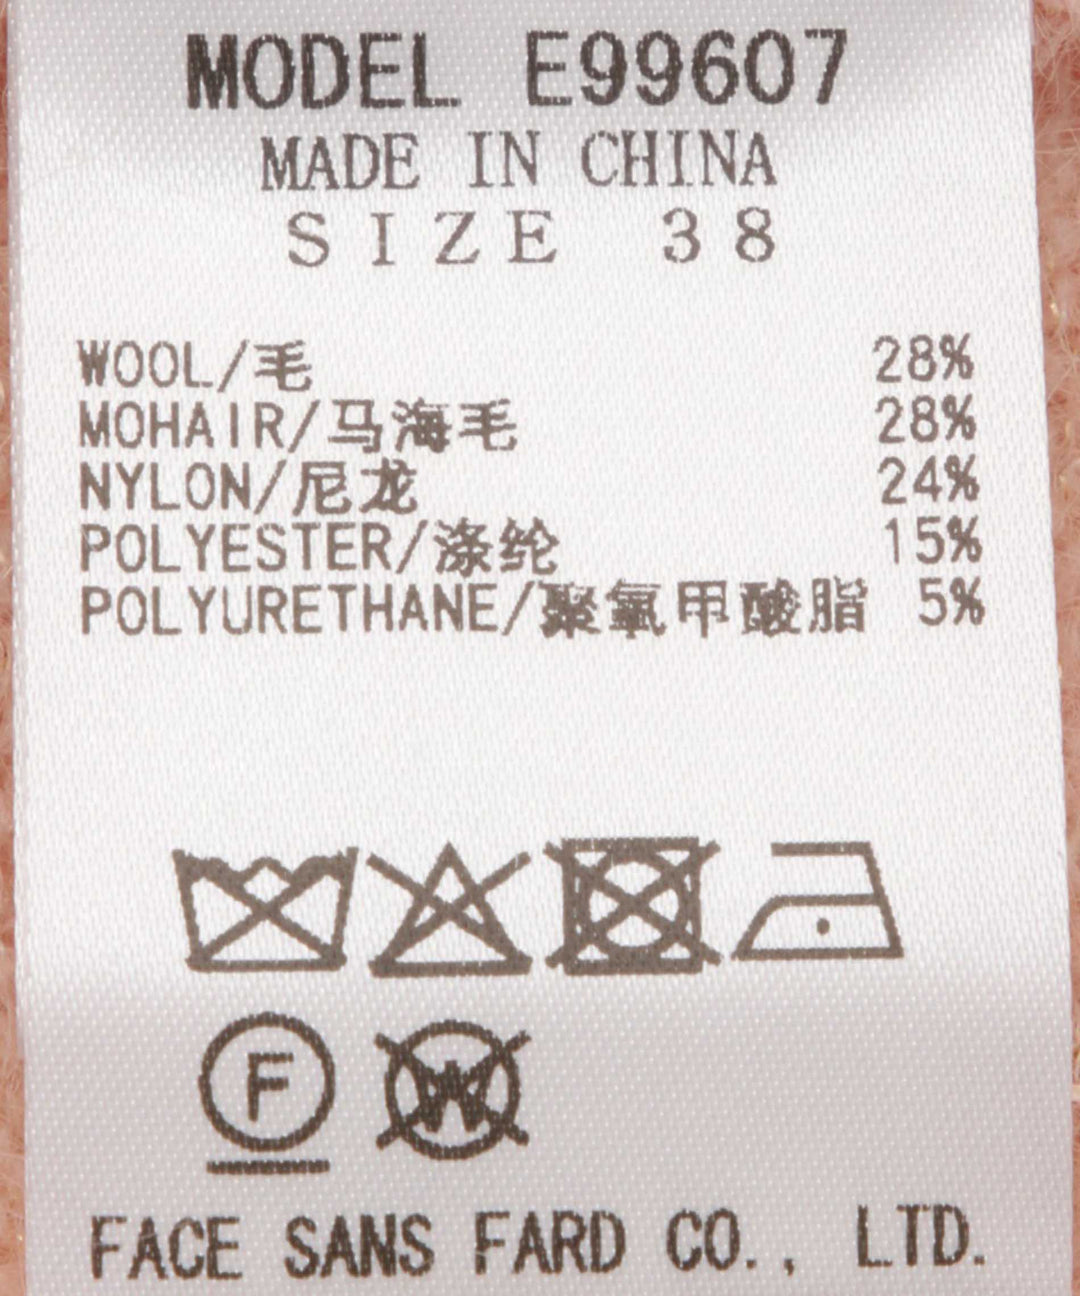 MODEL E99607
MADE IN CHINA
SIZE 38
WOOL/毛 28%
MOHAIR/马海毛 28%
NYLON/尼龙 24%
POLYESTER/涤纶 15%
POLYURETHANE/聚氧甲酸脂 5%
F
W
FACE SANS FARD CO., LTD.